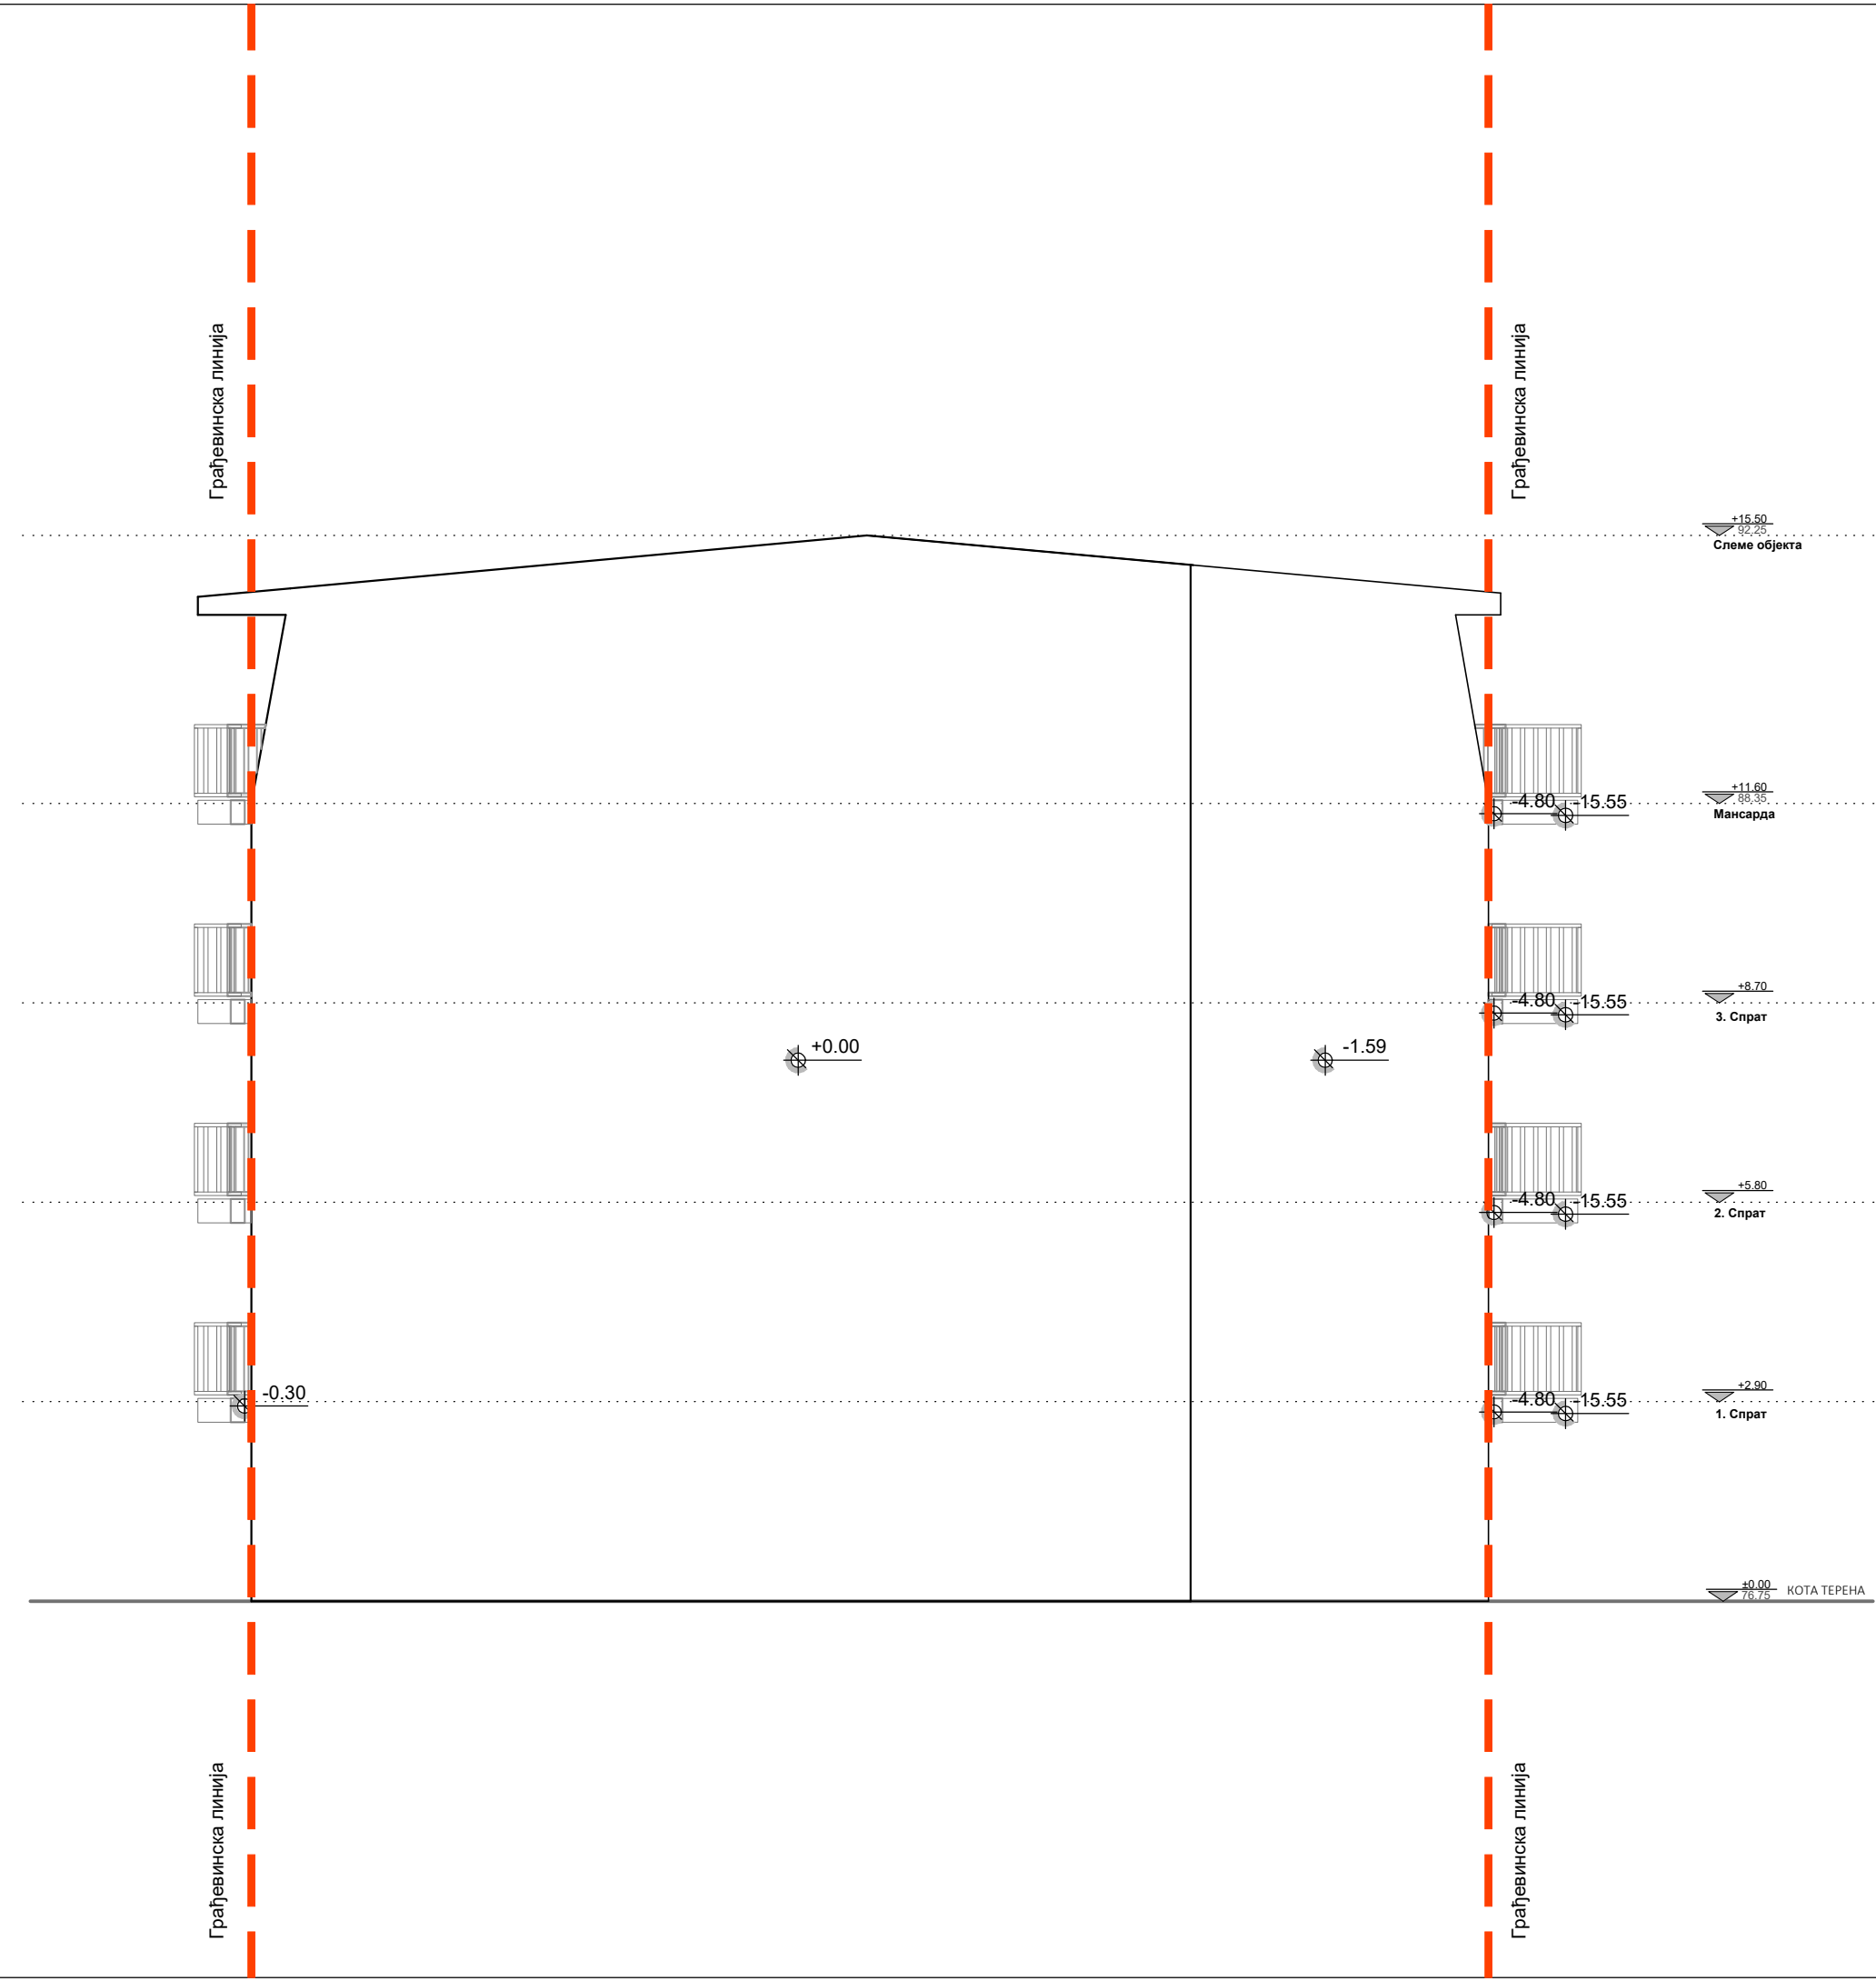 Грађевинска линија
Грађевинска линија
+15.50
92.25
Слеме објекта
+11.60
88.35
Мансарда
-4.80
-15.55
+8.70
3. Спрат
-4.80
-15.55
+0.00
-1.59
+5.80
2. Спрат
-4.80
-15.55
+2.90
1. Спрат
-0.30
-4.80
-15.55
±0.00
76.75
КОТА ТЕРЕНА
Грађевинска линија
Грађевинска линија